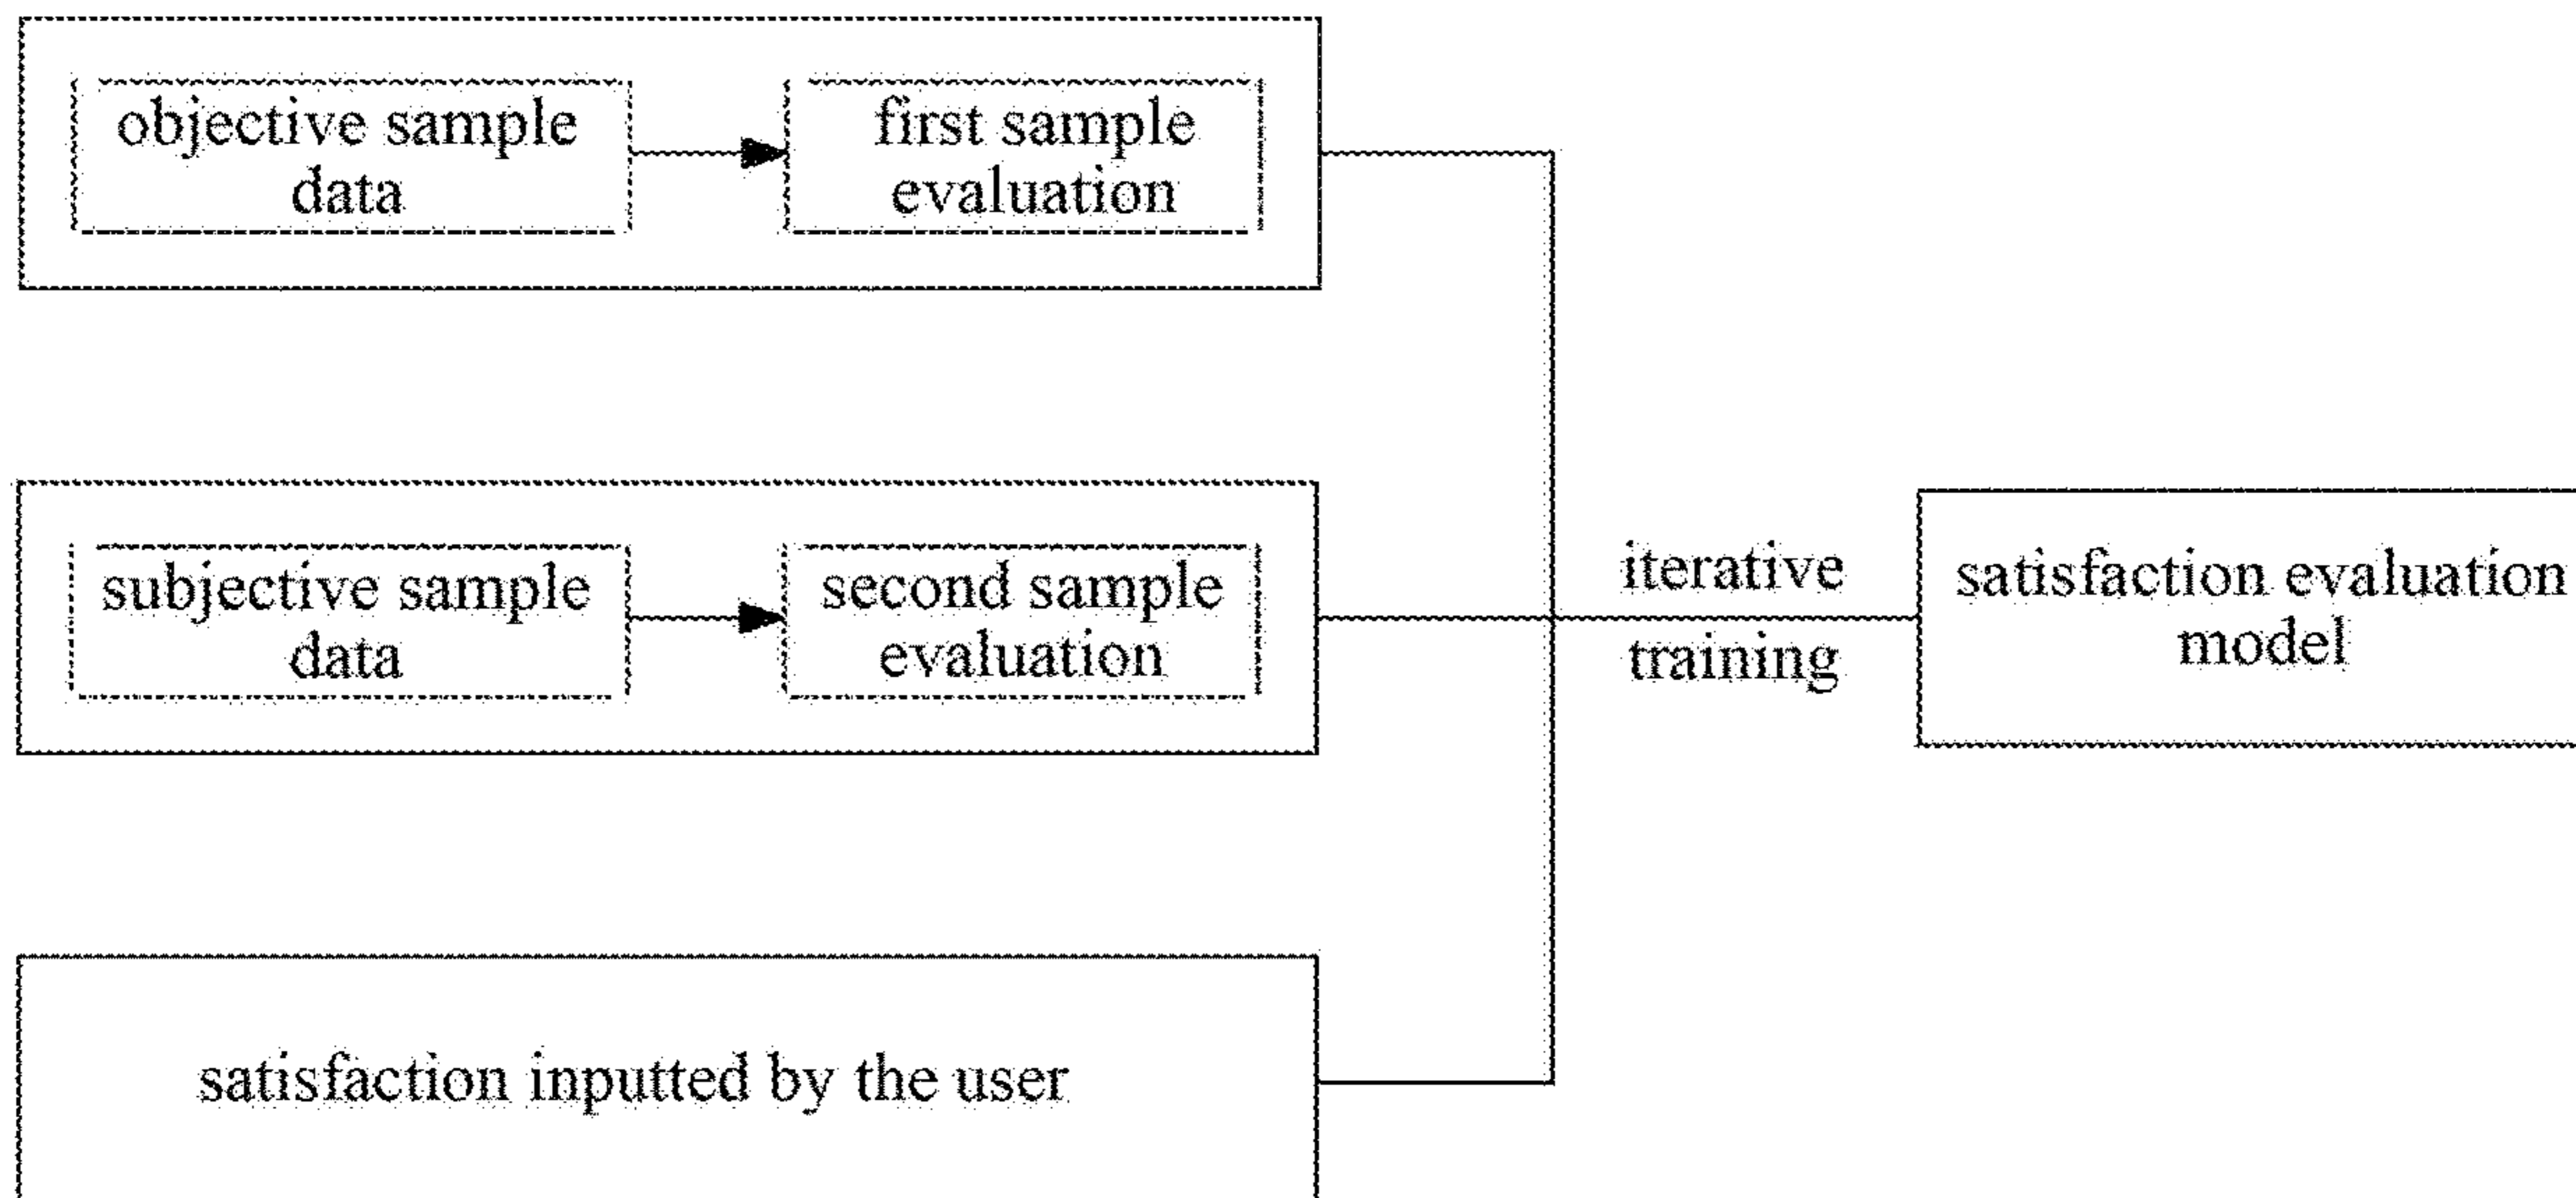 objective sample
data
first sample
evaluation
subjective sample
data
second sample
evaluation
iterative
training
satisfaction evaluation
model
satisfaction inputted by the user